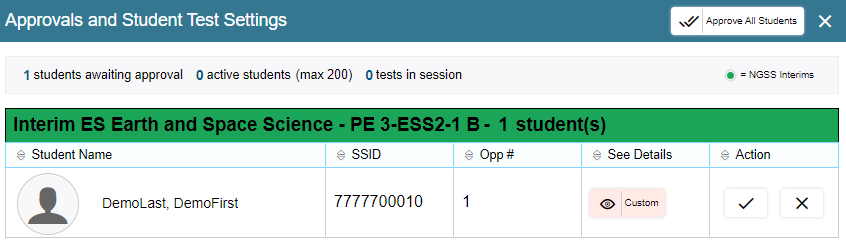 Approvals and Student Test Settings
Approve All Students
1 students awaiting approval 0 active students (max 200) 0 tests in session
= NGSS Interims
Interim ES Earth and Space Science - PE 3-ESS2-1 B - 1 student(s)
Student Name SSID Opp # See Details Action
DemoLast, DemoFirst 7777700010 1 Custom